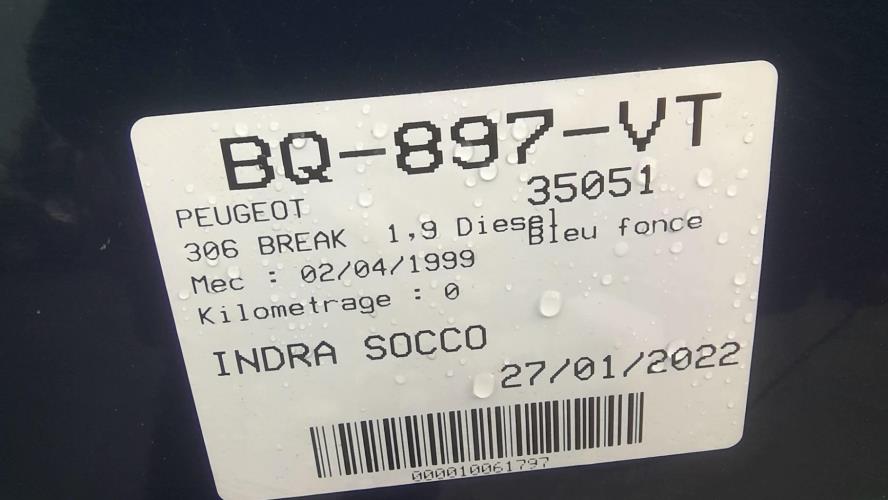 BQ-897-VT
35051
PEUGEOT
306 BREAK 1,9 Diesel
Bleu fonce
Mec : 02/04/1999
Kilometrage : 0
INDRA SOCCO
27/01/2022
000010061797